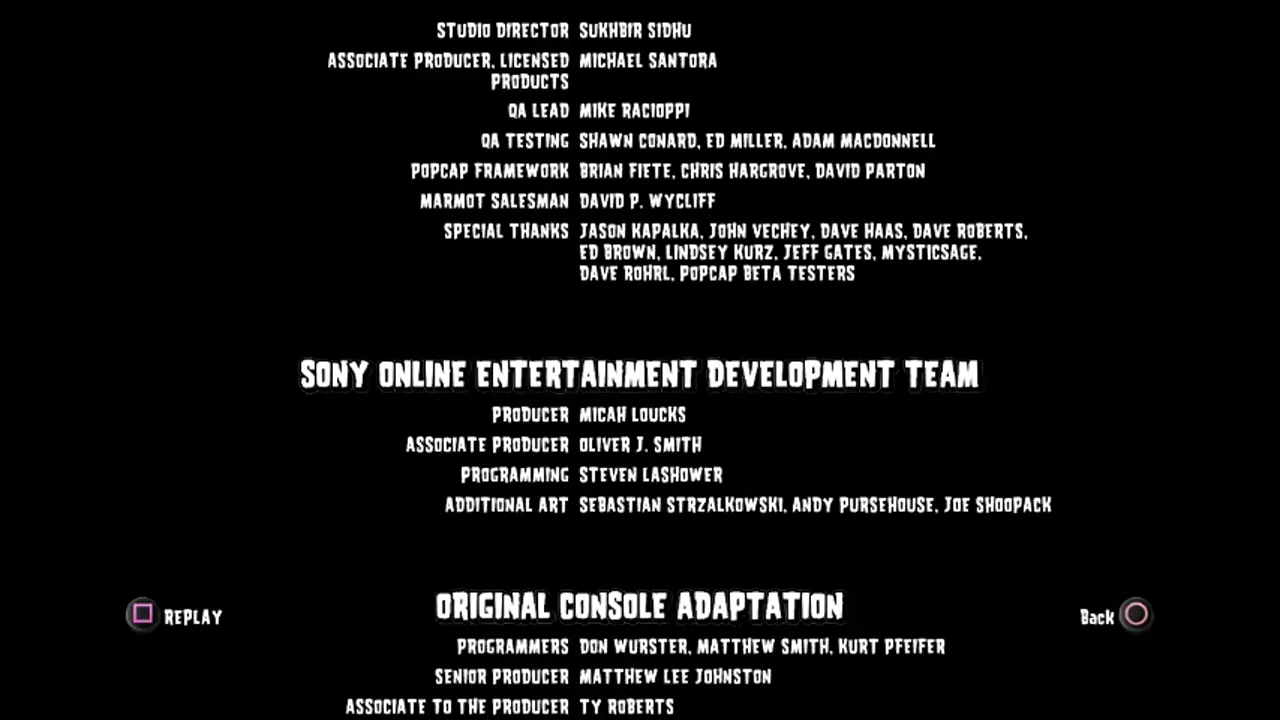 STUDIO DIRECTOR SUKHBIR SIDHU
ASSOCIATE PRODUCER, LICENSED MICHAEL SANTORA
PRODUCTS
QA LEAD MIKE RACIOPPI
QA TESTING SHAWN CONARD, ED MILLER, ADAM MACDONNELL
POPCAP FRAMEWORK BRIAN FIETE, CHRIS HARGROVE, DAVID PARTON
MARMOT SALESMAN DAVID P. WYCLIFF
SPECIAL THANKS JASON KAPALKA, JOHN VECHEY, DAVE HAAS, DAVE ROBERTS,
ED BROWN, LINDSEY KURZ, JEFF GATES, MYSTICSAGE,
DAVE ROHRL, POPCAP BETA TESTERS
SONY ONLINE ENTERTAINMENT DEVELOPMENT TEAM
PRODUCER MICAH LOUCKS
ASSOCIATE PRODUCER OLIVER J. SMITH
PROGRAMMING STEVEN LASHOWER
ADDITIONAL ART SEBASTIAN STRZALKOWSKI, ANDY PURSEHOUSE, JOE SHOOPACK
ORIGINAL CONSOLE ADAPTATION
REPLAY
Back
PROGRAMMERS DON WURSTER, MATTHEW SMITH, KURT PFEIFER
SENIOR PRODUCER MATTHEW LEE JOHNSTON
ASSOCIATE TO THE PRODUCER TY ROBERTS